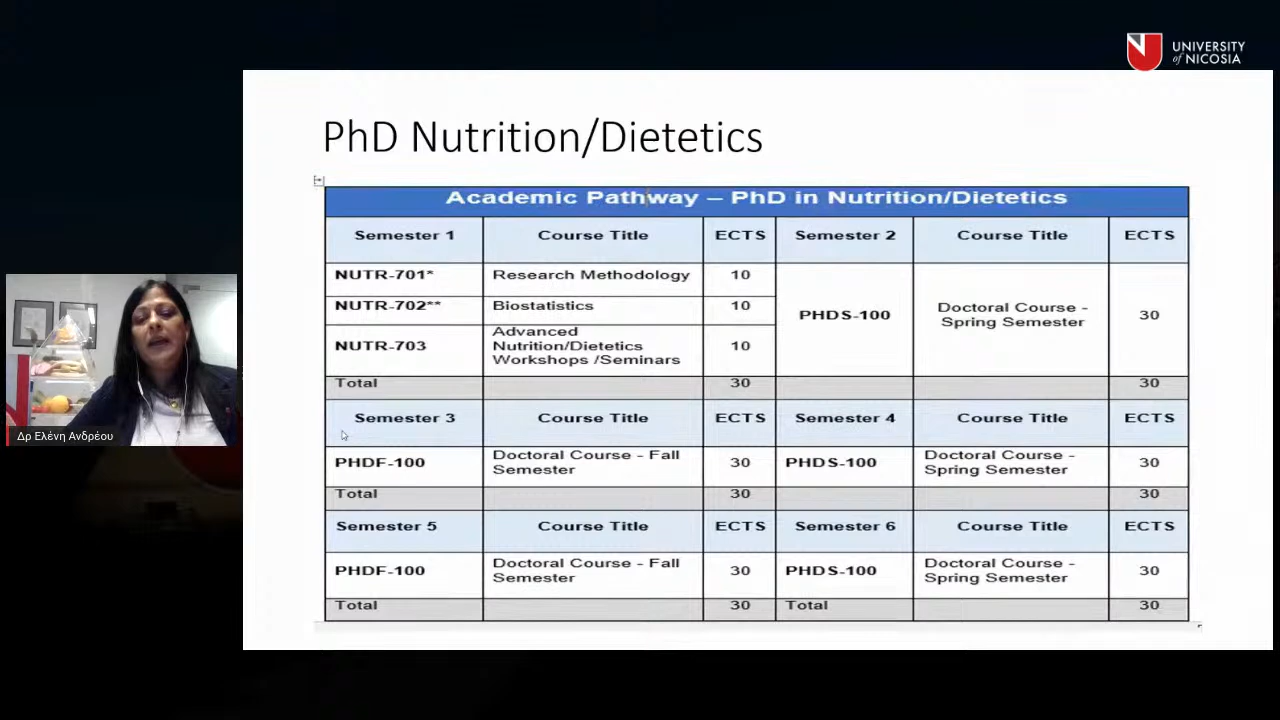 UNIVERSITY
of NICOSIA
PhD Nutrition/Dietetics
Academic Pathway – PhD in Nutrition/Dietetics
Semester 1 Course Title ECTS Semester 2 Course Title ECTS
NUTR-701* Research Methodology 10
NUTR-702** Biostatistics 10
PHDS-100 Doctoral Course -
Spring Semester 30
NUTR-703 Advanced
Nutrition/Dietetics
Workshops /Seminars 10
Total 30 30
Semester 3 Course Title ECTS Semester 4 Course Title ECTS
PHDF-100 Doctoral Course - Fall
Semester 30 PHDS-100 Doctoral Course -
Spring Semester 30
Total 30 30
Semester 5 Course Title ECTS Semester 6 Course Title ECTS
PHDF-100 Doctoral Course - Fall
Semester 30 PHDS-100 Doctoral Course -
Spring Semester 30
Total 30 Total 30
Δρ Ελένη Ανδρέου